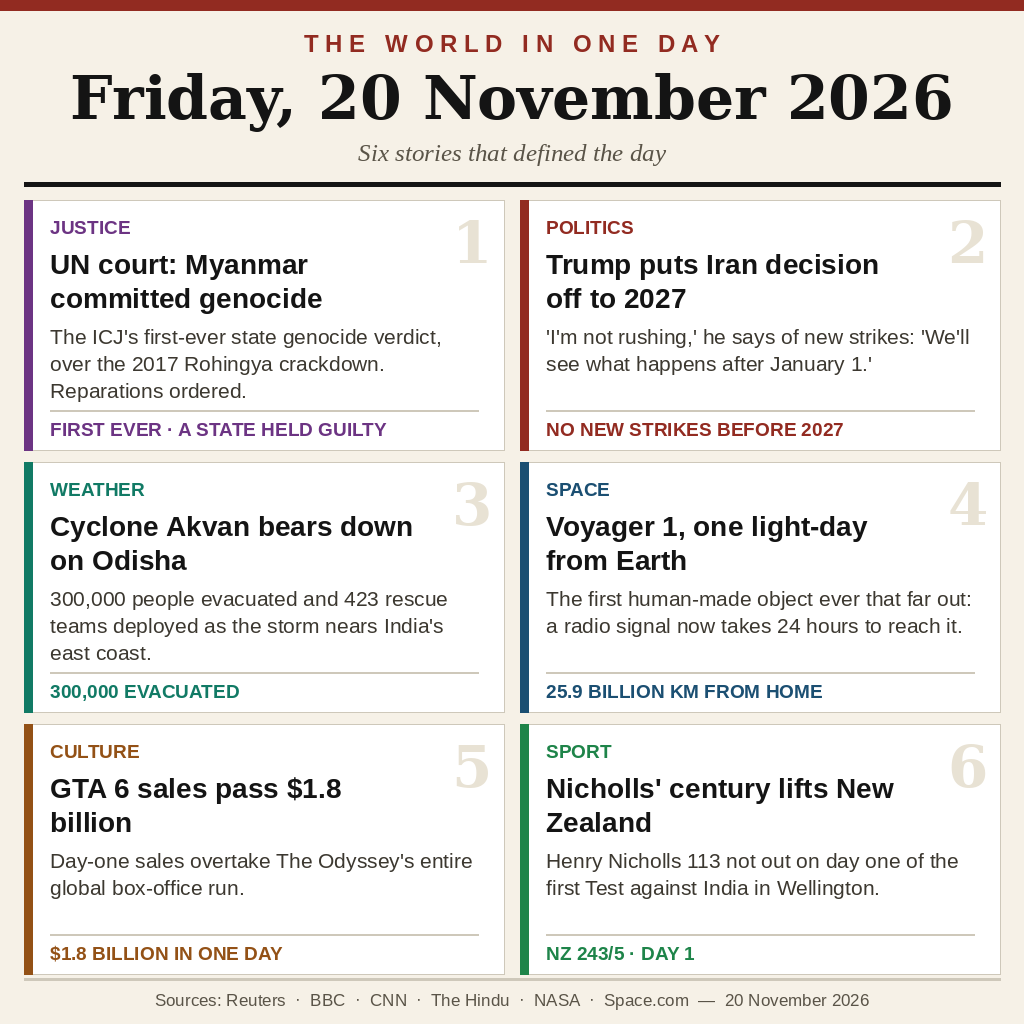 THE WORLD IN ONE DAY
Friday, 20 November 2026
Six stories that defined the day
JUSTICE
1
UN court: Myanmar
committed genocide
The ICJ's first-ever state genocide verdict,
over the 2017 Rohingya crackdown.
Reparations ordered.
FIRST EVER · A STATE HELD GUILTY
POLITICS
2
Trump puts Iran decision
off to 2027
'I'm not rushing,' he says of new strikes: 'We'll
see what happens after January 1.'
NO NEW STRIKES BEFORE 2027
WEATHER
3
Cyclone Akvan bears down
on Odisha
300,000 people evacuated and 423 rescue
teams deployed as the storm nears India's
east coast.
300,000 EVACUATED
SPACE
4
Voyager 1, one light-day
from Earth
The first human-made object ever that far out:
a radio signal now takes 24 hours to reach it.
25.9 BILLION KM FROM HOME
CULTURE
5
GTA 6 sales pass $1.8
billion
Day-one sales overtake The Odyssey's entire
global box-office run.
$1.8 BILLION IN ONE DAY
SPORT
6
Nicholls' century lifts New
Zealand
Henry Nicholls 113 not out on day one of the
first Test against India in Wellington.
NZ 243/5 · DAY 1
Sources: Reuters · BBC · CNN · The Hindu · NASA · Space.com — 20 November 2026